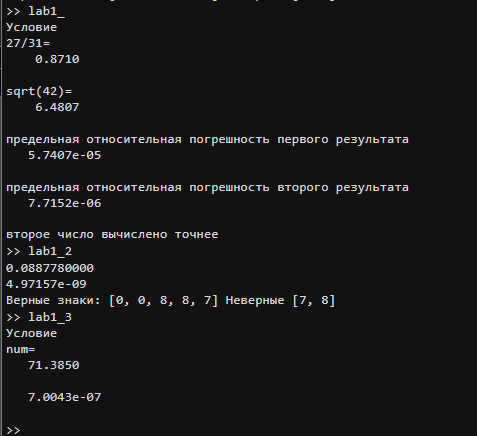 >> lab1_
Условие
27/31=
0.8710
sqrt(42)=
6.4807
предельная относительная погрешность первого результата
5.7407e-05
предельная относительная погрешность второго результата
7.7152e-06
второе число вычислено точнее
>> lab1_2
0.0887780000
4.97157e-09
Верные знаки: [0, 0, 8, 8, 7] Неверные [7, 8]
>> lab1_3
Условие
num=
71.3850
7.0043e-07
>>